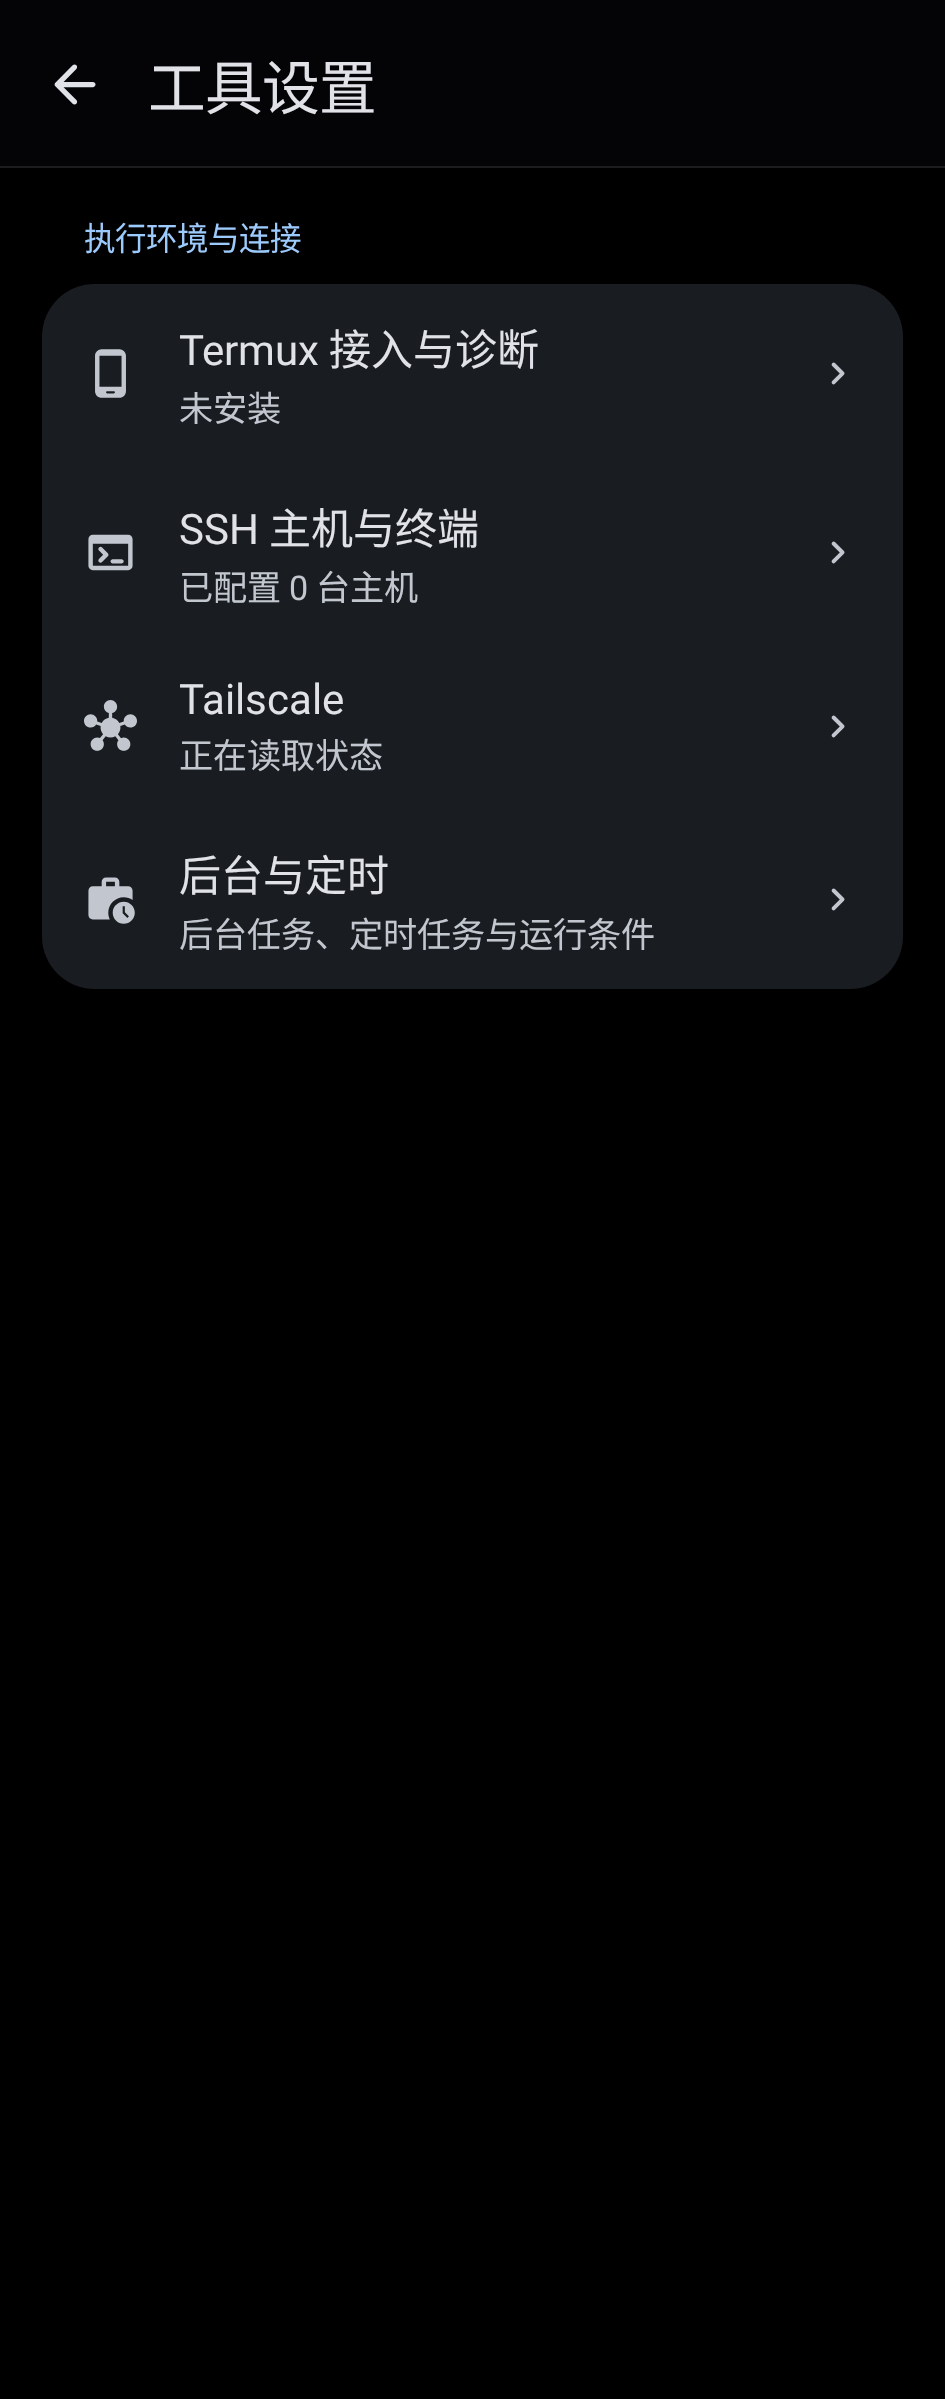 工具设置
执行环境与连接
Termux 接入与诊断
未安装
SSH 主机与终端
已配置 0 台主机
Tailscale
正在读取状态
后台与定时
后台任务、定时任务与运行条件